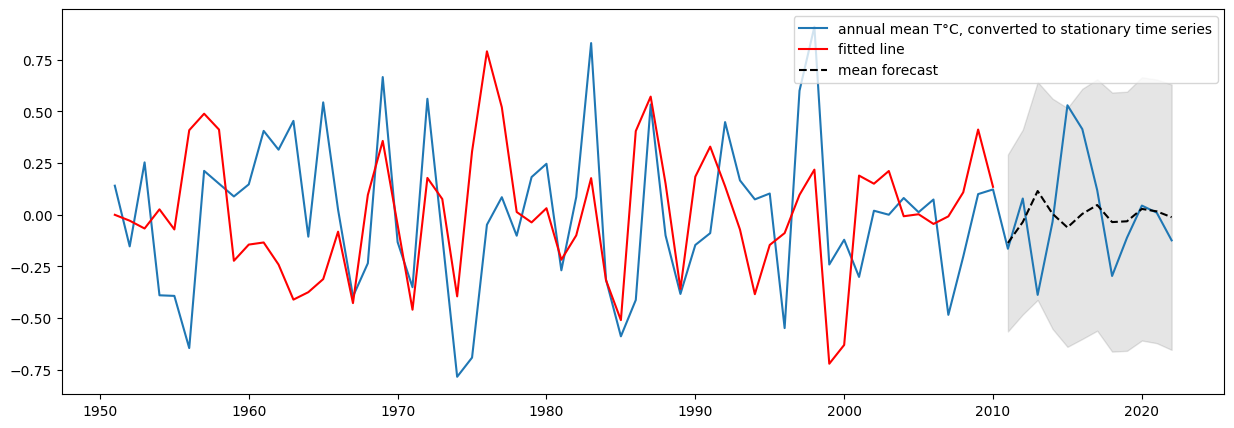 annual mean T°C, converted to stationary time series
fitted line
mean forecast
0.75
0.50
0.25
0.00
-0.25
-0.50
-0.75
1950 1960 1970 1980 1990 2000 2010 2020